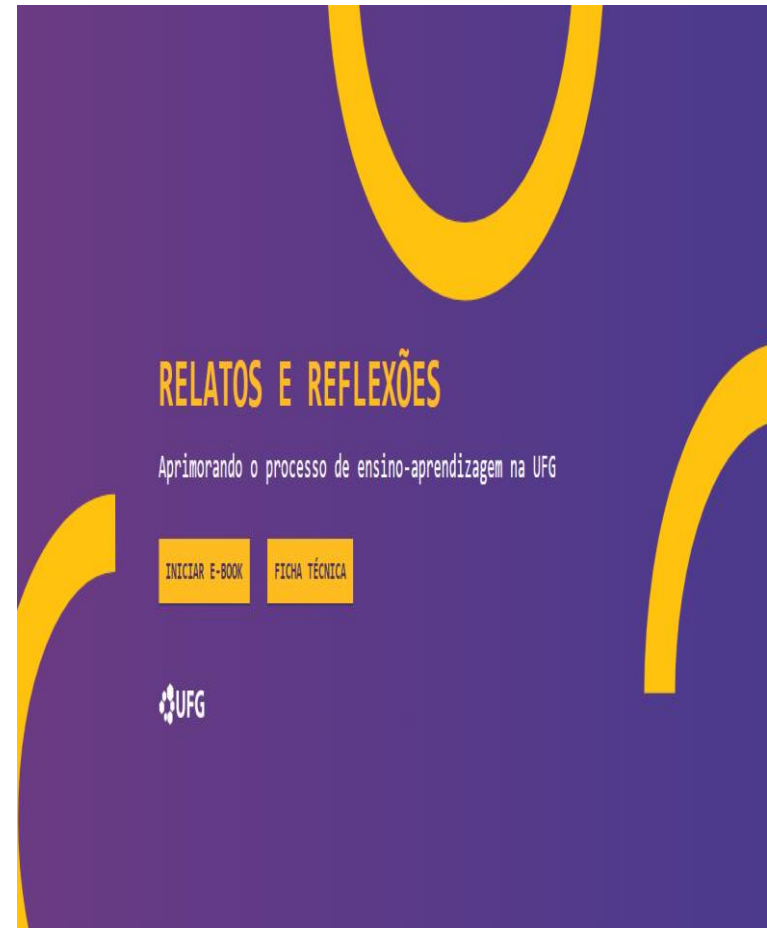 RELATOS E REFLEXÕES
Aprimorando o processo de ensino-aprendizagem na UFG
INICIAR E-BOOK
FICHA TÉCNICA
UFG